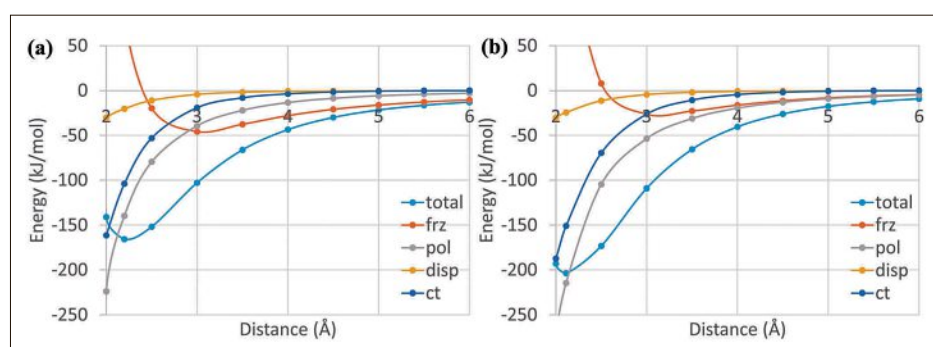 (a)
Energy (kJ/mol)
50
0
-50
-100
-150
-200
-250
2 3 4 5 6
total
frz
pol
disp
ct
Distance (Å)
(b)
Energy (kJ/mol)
50
0
-50
-100
-150
-200
-250
2 3 4 5 6
total
frz
pol
disp
ct
Distance (Å)